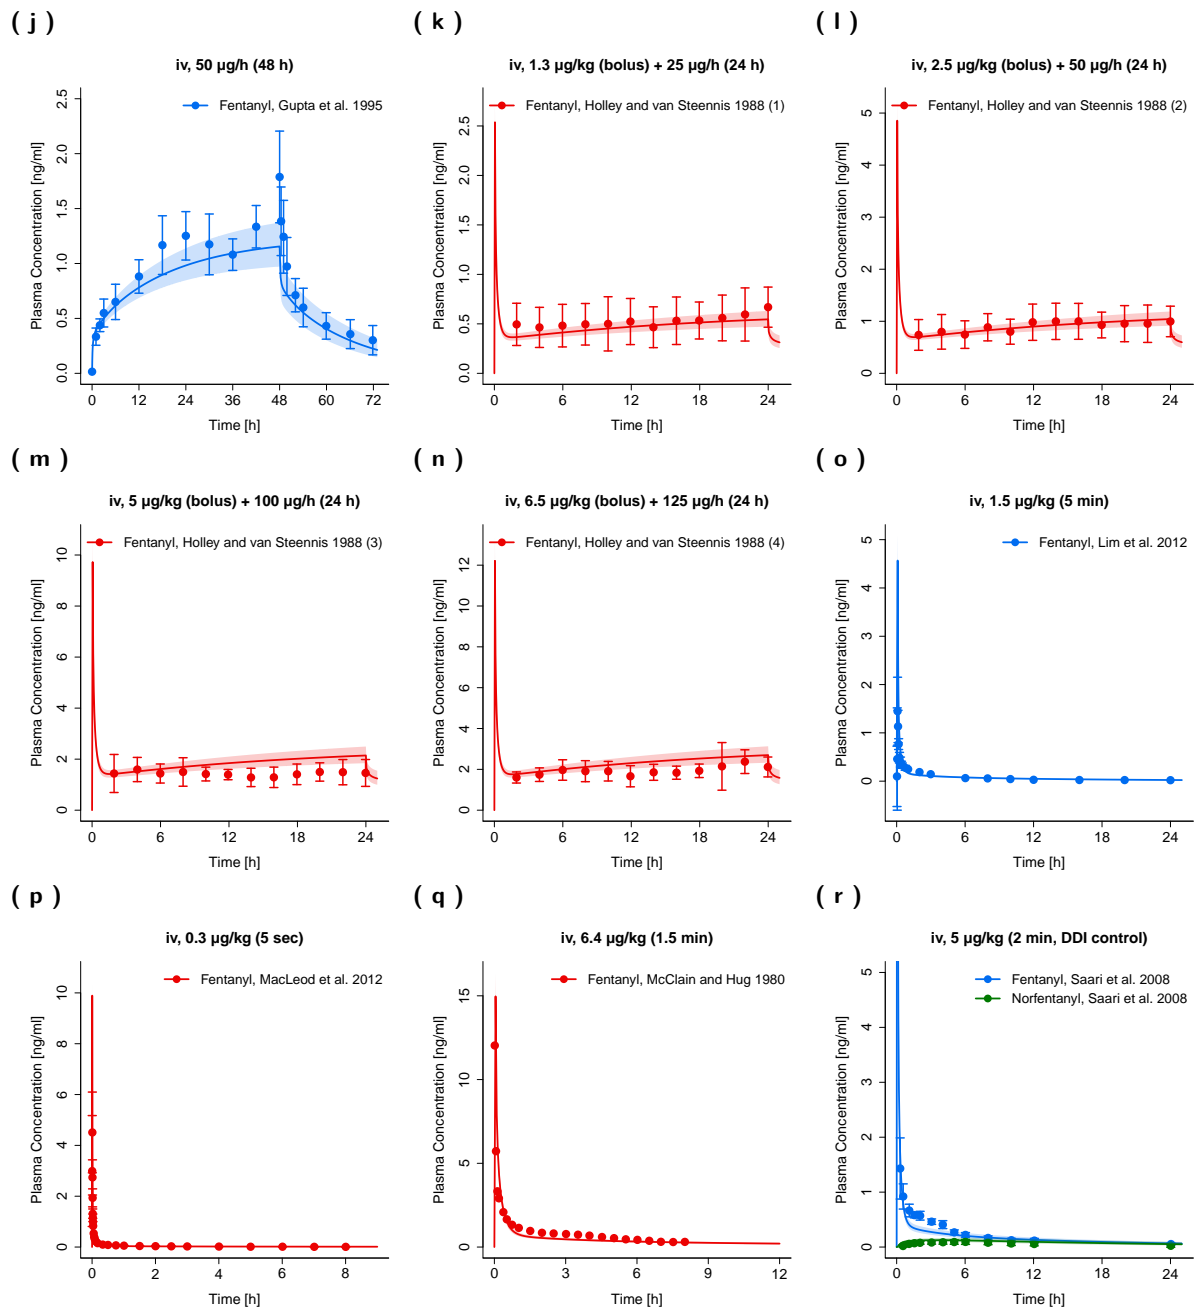 ( j )
iv, 50 µg/h (48 h)
Fentanyl, Gupta et al. 1995
Plasma Concentration [ng/ml]
2.5
2.0
1.5
1.0
0.5
0.0
0 12 24 36 48 60 72
Time [h]
( k )
iv, 1.3 µg/kg (bolus) + 25 µg/h (24 h)
Fentanyl, Holley and van Steennis 1988 (1)
Plasma Concentration [ng/ml]
2.5
2.0
1.5
1.0
0.5
0.0
0 6 12 18 24
Time [h]
( l )
iv, 2.5 µg/kg (bolus) + 50 µg/h (24 h)
Fentanyl, Holley and van Steennis 1988 (2)
Plasma Concentration [ng/ml]
5
4
3
2
1
0
0 6 12 18 24
Time [h]
( m )
iv, 5 µg/kg (bolus) + 100 µg/h (24 h)
Fentanyl, Holley and van Steennis 1988 (3)
Plasma Concentration [ng/ml]
10
8
6
4
2
0
0 6 12 18 24
Time [h]
( n )
iv, 6.5 µg/kg (bolus) + 125 µg/h (24 h)
Fentanyl, Holley and van Steennis 1988 (4)
Plasma Concentration [ng/ml]
12
10
8
6
4
2
0
0 6 12 18 24
Time [h]
( o )
iv, 1.5 µg/kg (5 min)
Fentanyl, Lim et al. 2012
Plasma Concentration [ng/ml]
5
4
3
2
1
0
0 6 12 18 24
Time [h]
( p )
iv, 0.3 µg/kg (5 sec)
Fentanyl, MacLeod et al. 2012
Plasma Concentration [ng/ml]
10
8
6
4
2
0
0 2 4 6 8
Time [h]
( q )
iv, 6.4 µg/kg (1.5 min)
Fentanyl, McClain and Hug 1980
Plasma Concentration [ng/ml]
15
10
5
0
0 3 6 9 12
Time [h]
( r )
iv, 5 µg/kg (2 min, DDI control)
Fentanyl, Saari et al. 2008
Norfentanyl, Saari et al. 2008
Plasma Concentration [ng/ml]
5
4
3
2
1
0
0 6 12 18 24
Time [h]